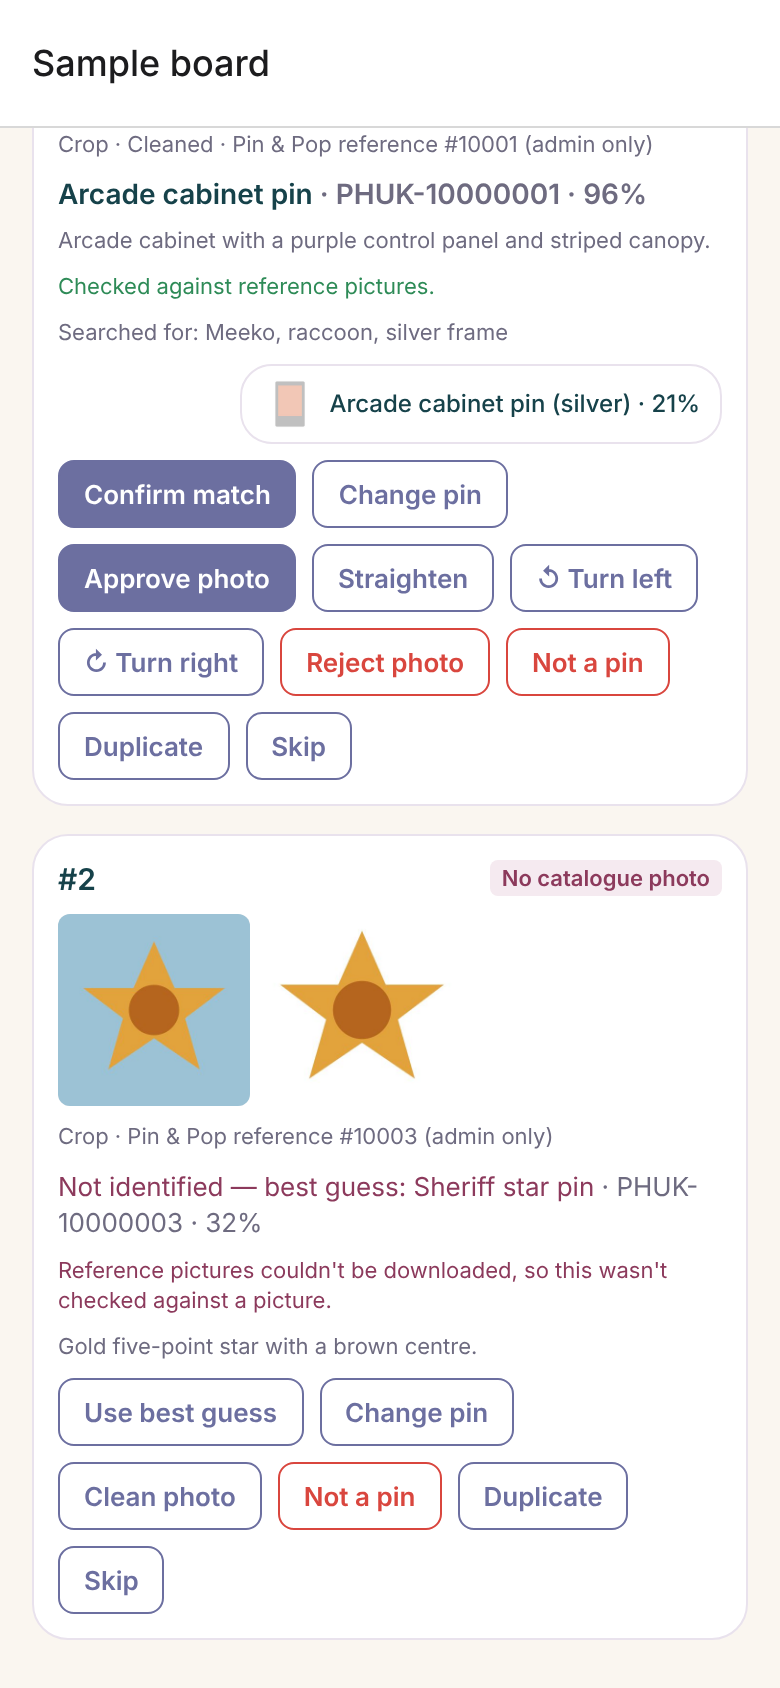 Sample board
Crop · Cleaned · Pin & Pop reference #10001 (admin only)
Arcade cabinet pin · PHUK-10000001 · 96%
Arcade cabinet with a purple control panel and striped canopy.
Checked against reference pictures.
Searched for: Meeko, raccoon, silver frame
Arcade cabinet pin (silver) · 21%
Confirm match
Change pin
Approve photo
Straighten
↺ Turn left
↻ Turn right
Reject photo
Not a pin
Duplicate
Skip
#2
No catalogue photo
Crop · Pin & Pop reference #10003 (admin only)
Not identified — best guess: Sheriff star pin · PHUK-
10000003 · 32%
Reference pictures couldn't be downloaded, so this wasn't
checked against a picture.
Gold five-point star with a brown centre.
Use best guess
Change pin
Clean photo
Not a pin
Duplicate
Skip